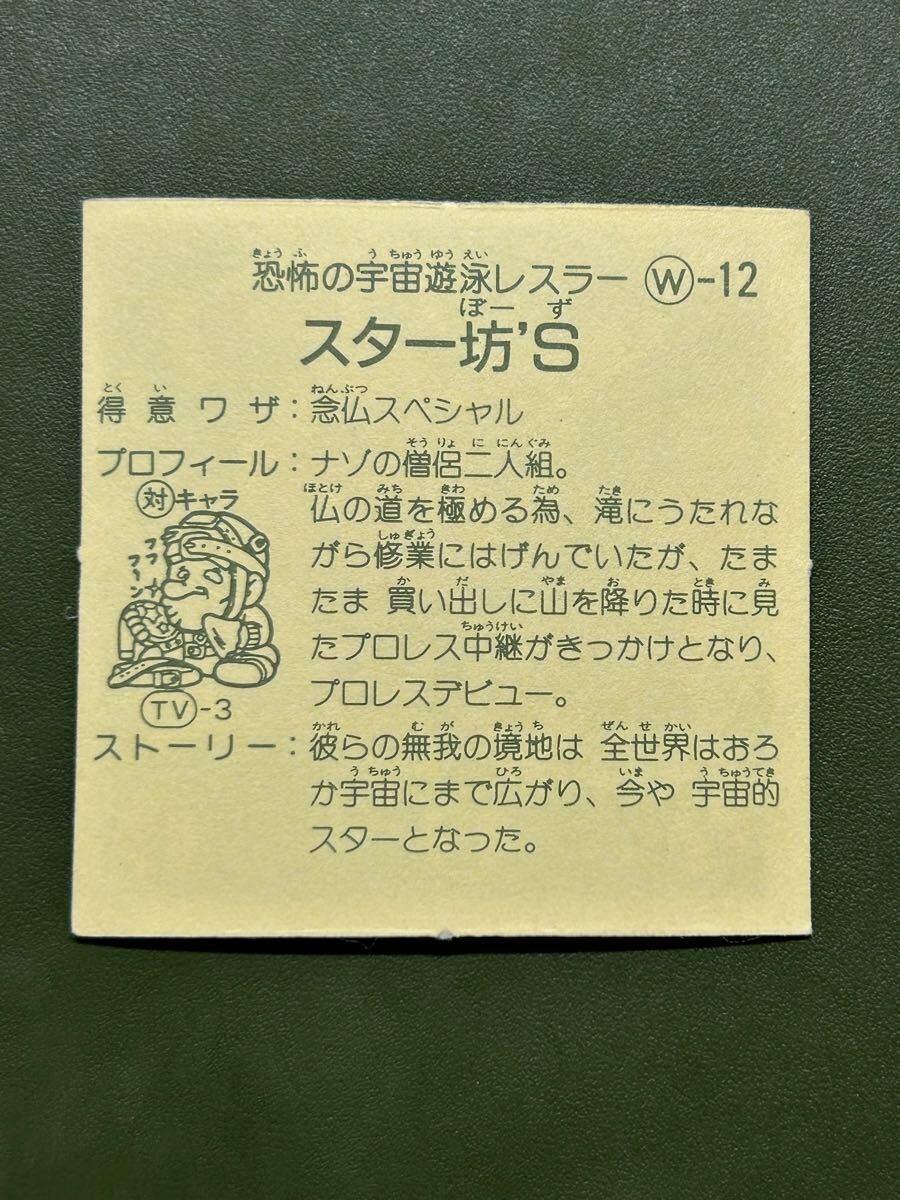 恐怖の宇宙遊泳レスラー Ⓦ-12
スター坊'S
得意ワザ：念仏スペシャル
プロフィール：ナゾの僧侶二人組。
仏の道を極める為、滝にうたれな
がら修業にはげんでいたが、たま
たま 買い出しに山を降りた時に見
たプロレス中継がきっかけとなり、
プロレスデビュー。
対キャラ
フフフーン
TV-3
ストーリー：彼らの無我の境地は 全世界はおろ
か宇宙にまで広がり、今や 宇宙的
スターとなった。